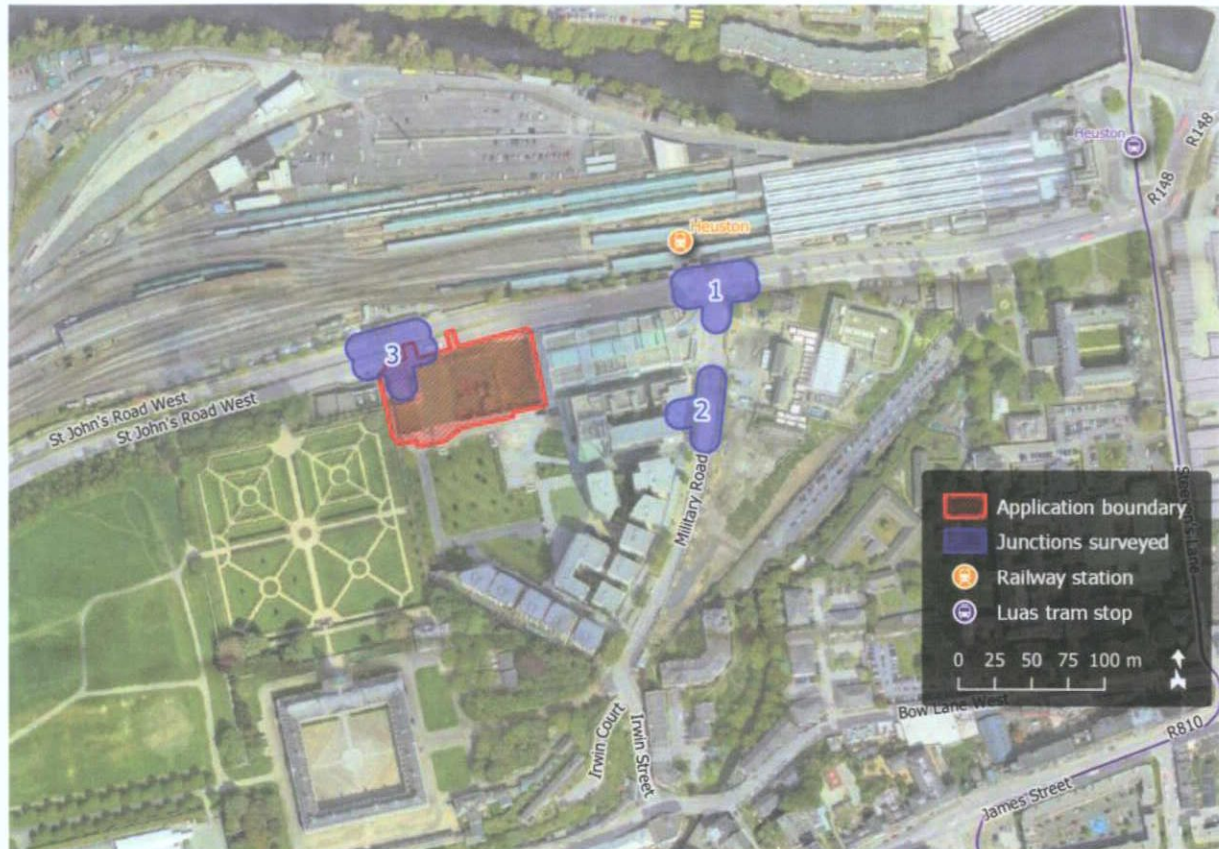 Heuston
R148
R148
Heuston
1
3
2
St John's Road West
St John's Road West
Military Road
Application boundary
Junctions surveyed
Railway station
Luas tram stop
0 25 50 75 100 m
Irwin Court
Irwin Street
Bow Lane West
R810
James Street